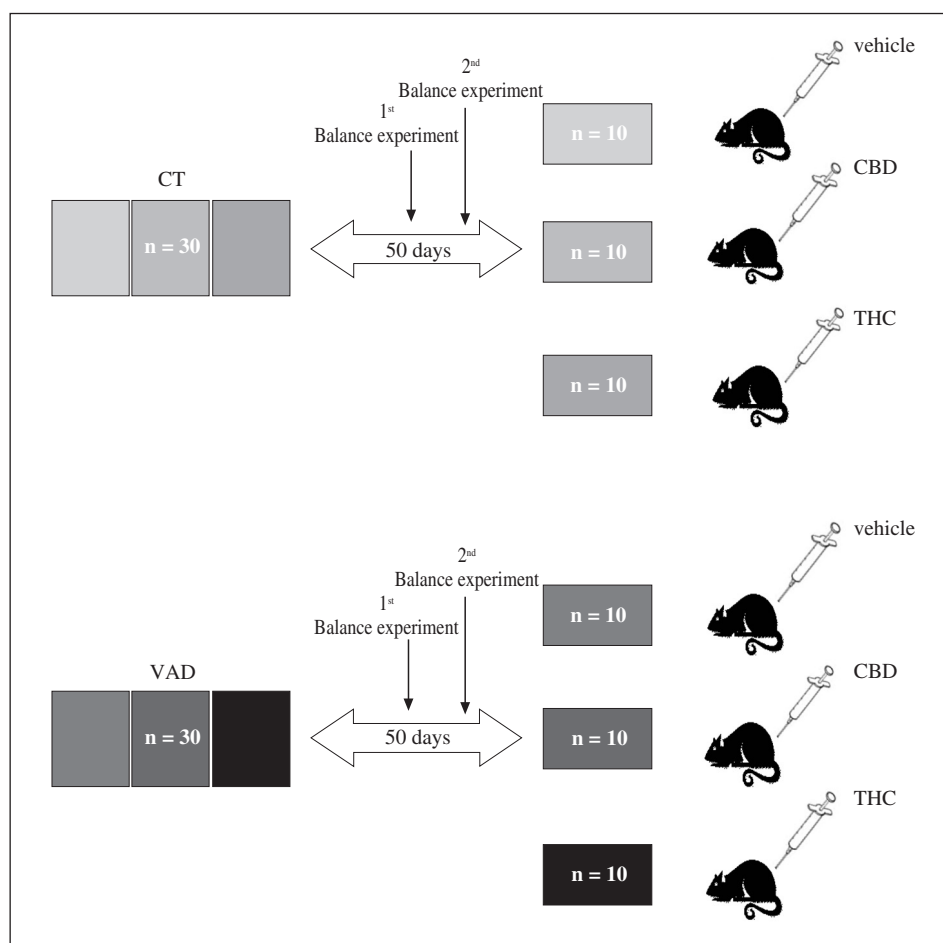 vehicle
2nd
Balance experiment
1st
Balance experiment
n = 10
CT
CBD
n = 30
50 days
n = 10
THC
n = 10
vehicle
2nd
Balance experiment
1st
Balance experiment
n = 10
VAD
CBD
n = 30
50 days
n = 10
THC
n = 10